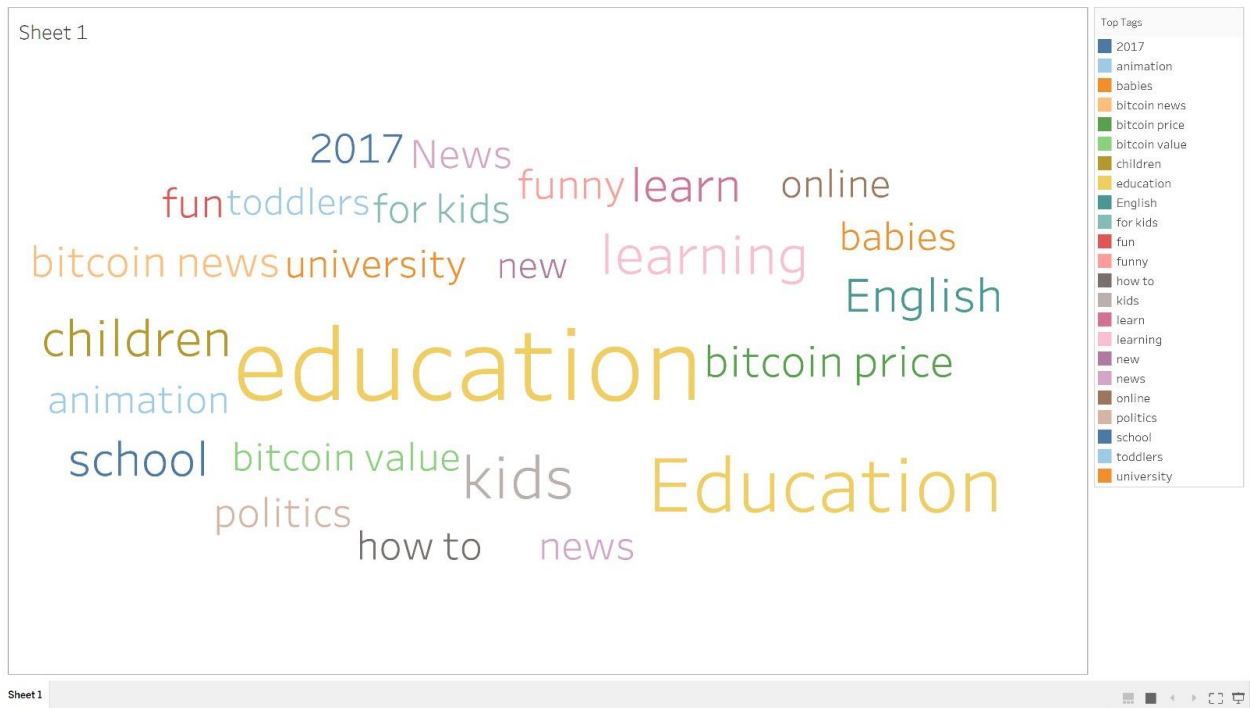 Sheet 1
2017 News
funny learn online
fun toddlers for kids
babies
bitcoin news university new learning
English
children education bitcoin price
animation
school bitcoin value kids Education
politics
how to news
Top Tags
2017
animation
babies
bitcoin news
bitcoin price
bitcoin value
children
education
English
for kids
fun
funny
how to
kids
learn
learning
new
news
online
politics
school
toddlers
university
Sheet 1